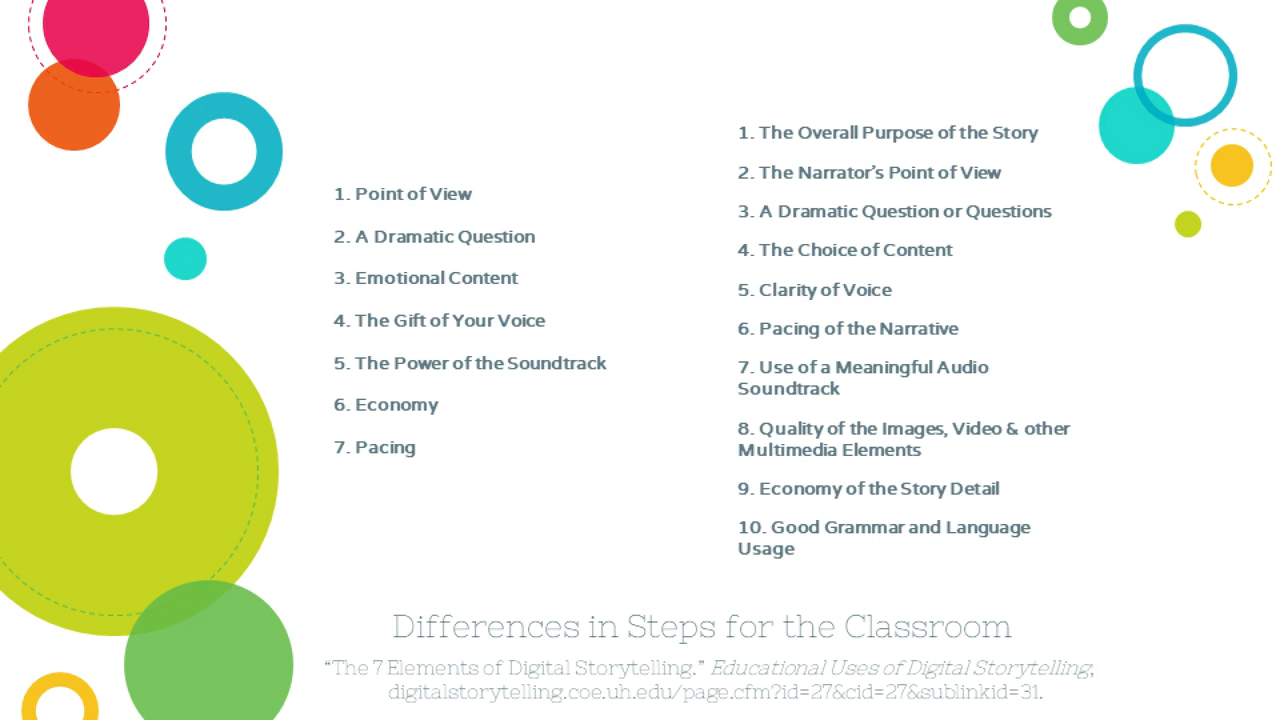 1. Point of View
2. A Dramatic Question
3. Emotional Content
4. The Gift of Your Voice
5. The Power of the Soundtrack
6. Economy
7. Pacing
1. The Overall Purpose of the Story
2. The Narrator’s Point of View
3. A Dramatic Question or Questions
4. The Choice of Content
5. Clarity of Voice
6. Pacing of the Narrative
7. Use of a Meaningful Audio
Soundtrack
8. Quality of the Images, Video & other
Multimedia Elements
9. Economy of the Story Detail
10. Good Grammar and Language
Usage
Differences in Steps for the Classroom
“The 7 Elements of Digital Storytelling.” Educational Uses of Digital Storytelling,
digitalstorytelling.coe.uh.edu/page.cfm?id=27&cid=27&sublinkid=31.